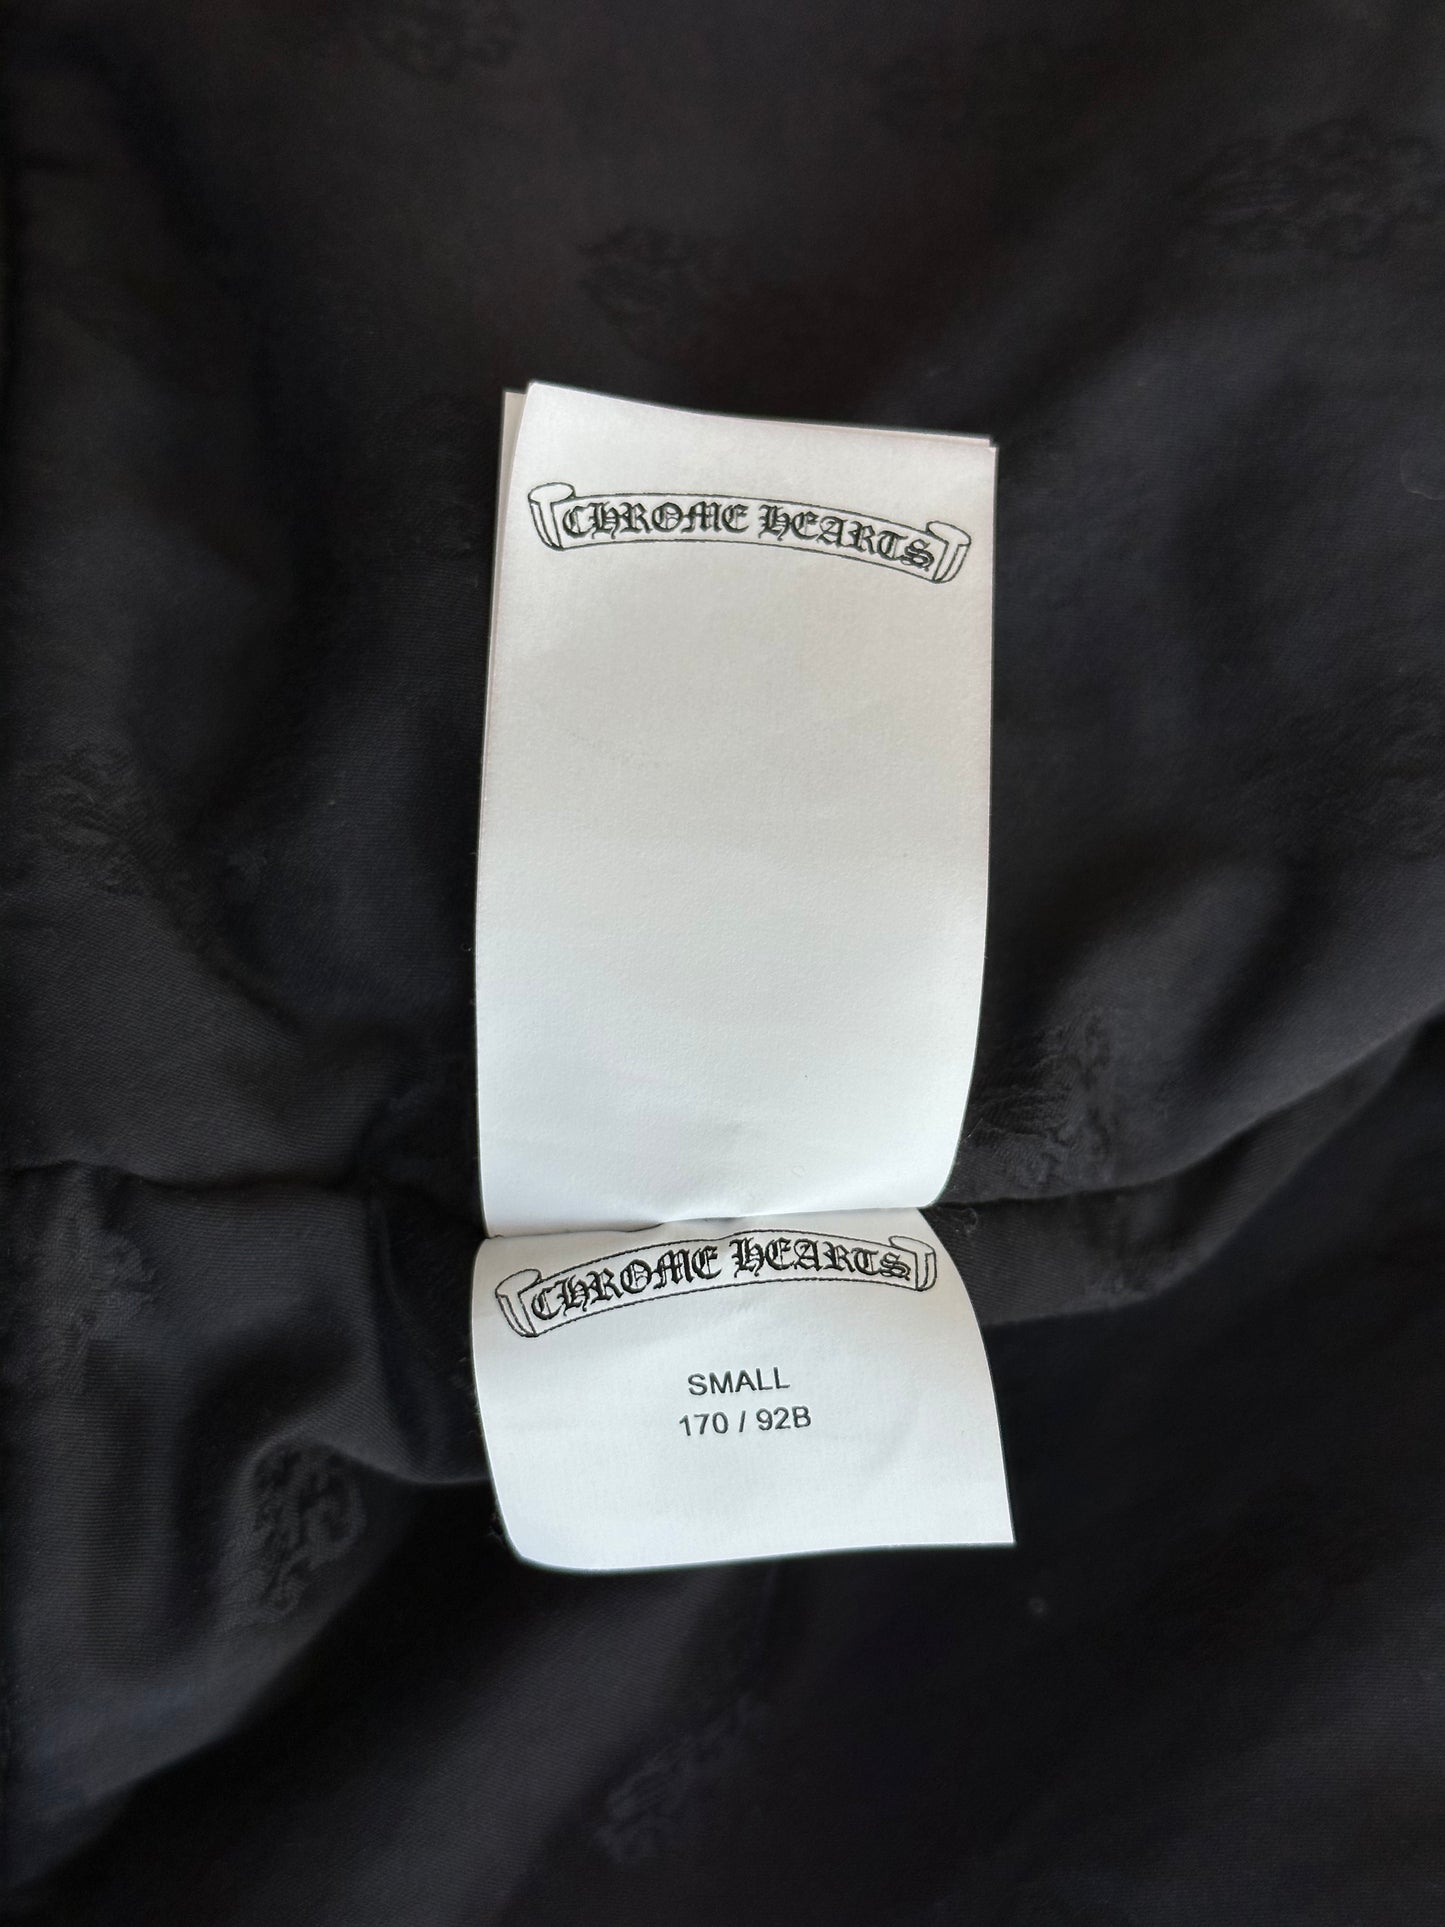 CHROME HEARTS
CHROME HEARTS
SMALL
170 / 92B